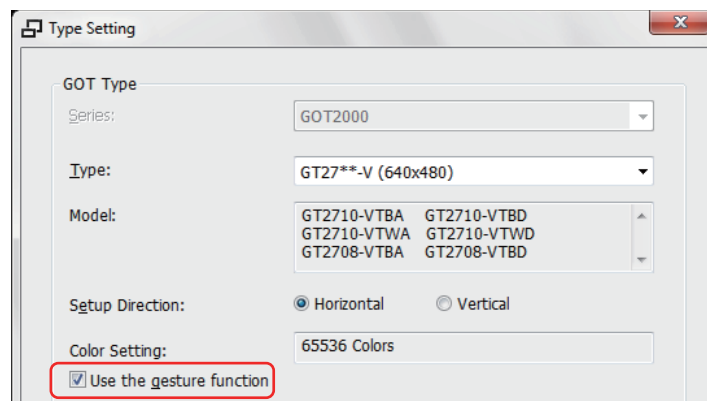 Type Setting
GOT Type
Series: GOT2000
Type: GT27**-V (640x480)
Model: GT2710-VTBA GT2710-VTBD
GT2710-VTWA GT2710-VTWD
GT2708-VTBA GT2708-VTBD
Setup Direction: Horizontal Vertical
Color Setting: 65536 Colors
Use the gesture function